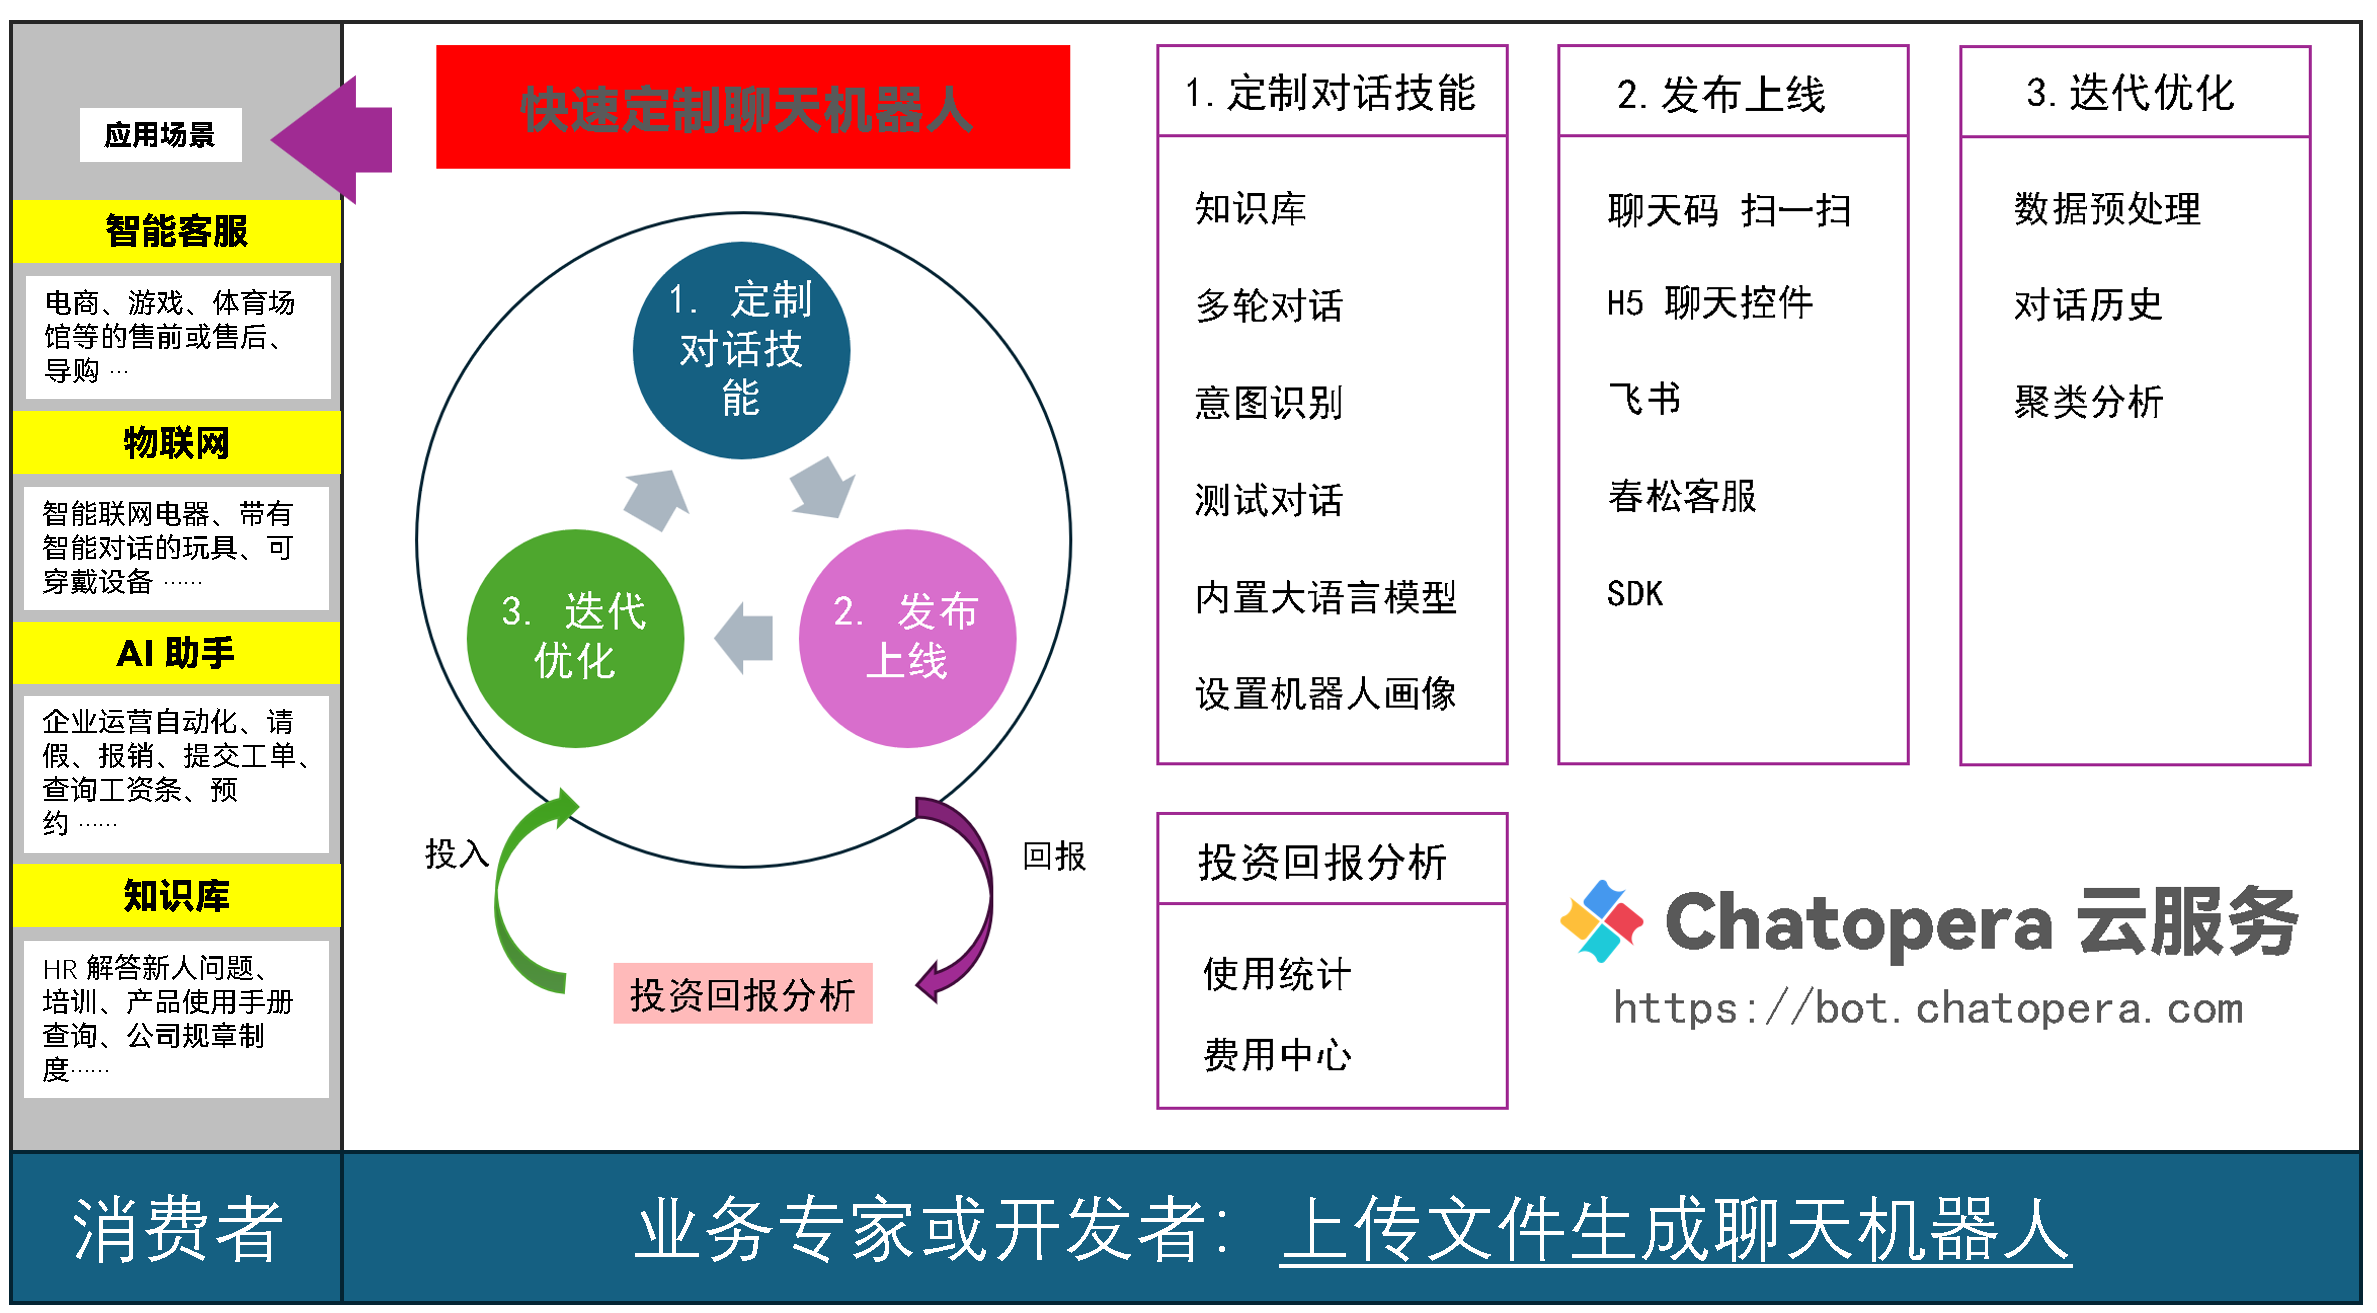 应用场景
智能客服
电商、游戏、体育场
馆等的售前或售后、
导购 …
物联网
智能联网电器、带有
智能对话的玩具、可
穿戴设备 ……
AI 助手
企业运营自动化、请
假、报销、提交工单、
查询工资条、预
约 ……
知识库
HR 解答新人问题、
培训、产品使用手册
查询、公司规章制
度……
消费者
快速定制聊天机器人
1. 定制
对话技
能
2. 发布
上线
3. 迭代
优化
投入
回报
投资回报分析
1.定制对话技能
知识库
多轮对话
意图识别
测试对话
内置大语言模型
设置机器人画像
2.发布上线
聊天码 扫一扫
H5 聊天控件
飞书
春松客服
SDK
3.迭代优化
数据预处理
对话历史
聚类分析
投资回报分析
使用统计
费用中心
Chatopera 云服务
https://bot.chatopera.com
业务专家或开发者：上传文件生成聊天机器人